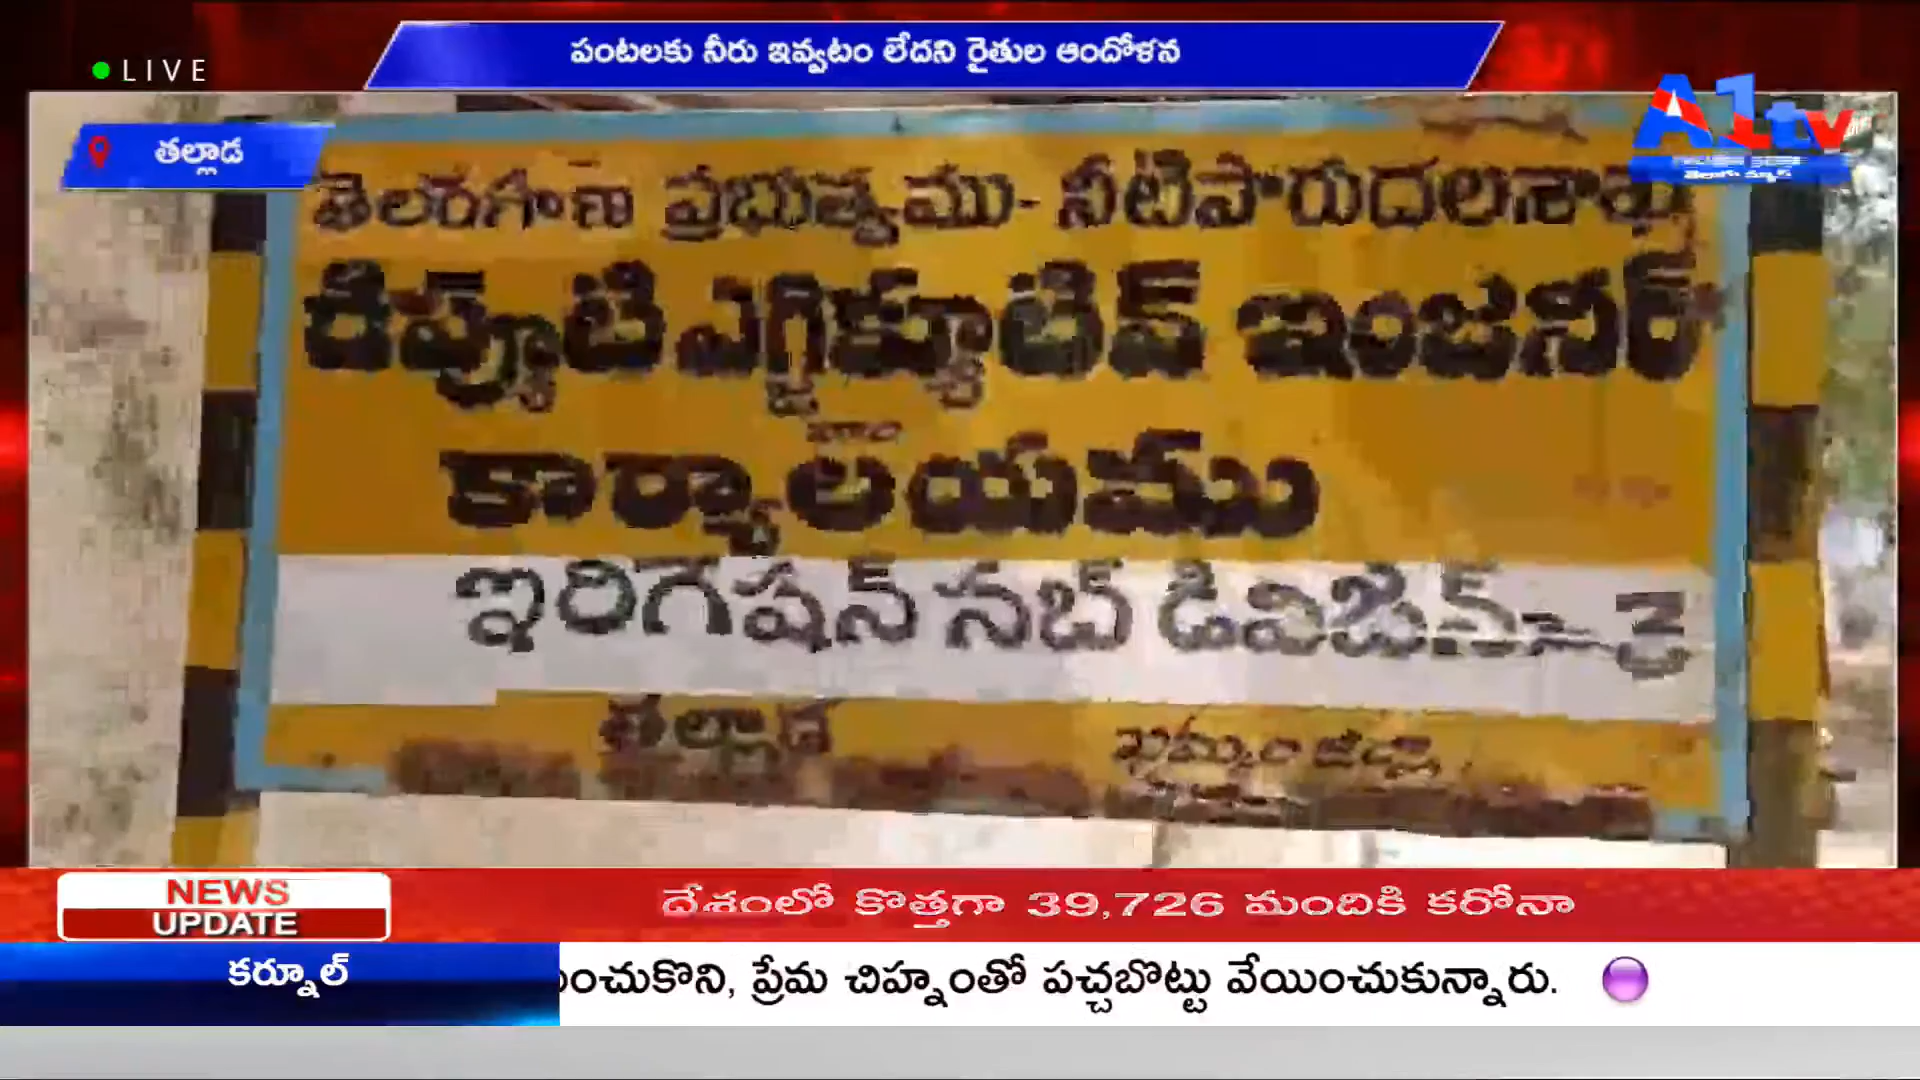 పంటలకు నీరు ఇవ్వటం లేదని రైతుల ఆందోళన
LIVE
A1tv
తెలుగు న్యూస్
తల్లాడ
తెలంగాణ ప్రభుత్వము - నీటిపారుదలశాఖ
డిప్యూటి ఎగ్జిక్యూటివ్ ఇంజనీర్
కార్యాలయము
ఇరిగేషన్ సబ్ డివిజన్
తల్లాడ
ఖమ్మం జిల్లా
NEWS
UPDATE
దేశంలో కొత్తగా 39,726 మందికి కరోనా
కర్నూల్
ంచుకొని, ప్రేమ చిహ్నంతో పచ్చబొట్టు వేయించుకున్నారు.